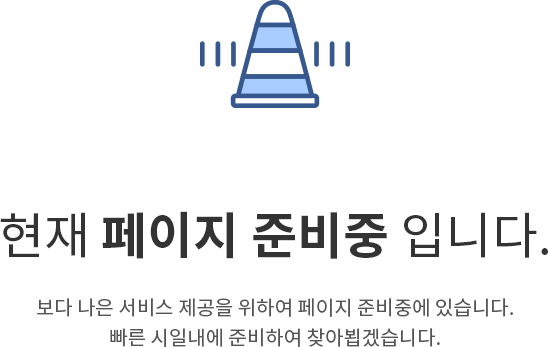 현재 페이지 준비중 입니다.
보다 나은 서비스 제공을 위하여 페이지 준비중에 있습니다.
빠른 시일내에 준비하여 찾아뵙겠습니다.